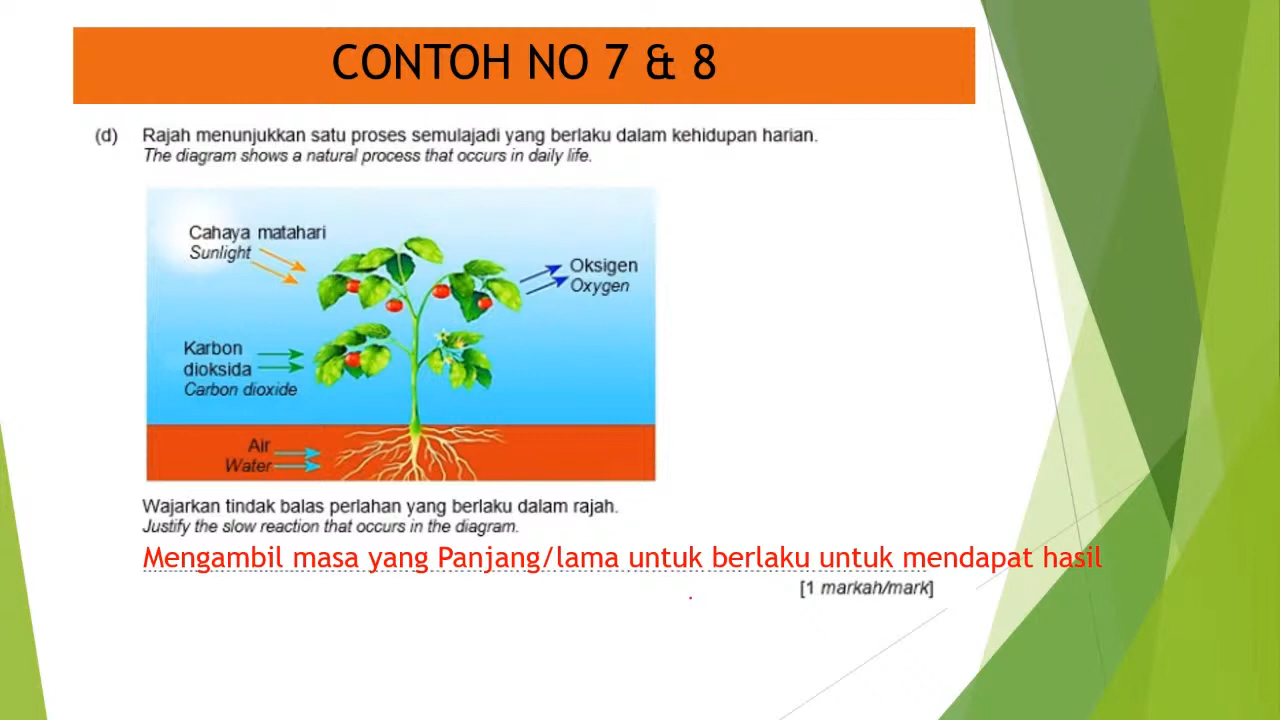 CONTOH NO 7 & 8
(d) Rajah menunjukkan satu proses semulajadi yang berlaku dalam kehidupan harian.
The diagram shows a natural process that occurs in daily life.
Cahaya matahari
Sunlight
Oksigen
Oxygen
Karbon
dioksida
Carbon dioxide
Air
Water
Wajarkan tindak balas perlahan yang berlaku dalam rajah.
Justify the slow reaction that occurs in the diagram.
Mengambil masa yang Panjang/lama untuk berlaku untuk mendapat hasil
[1 markah/mark]